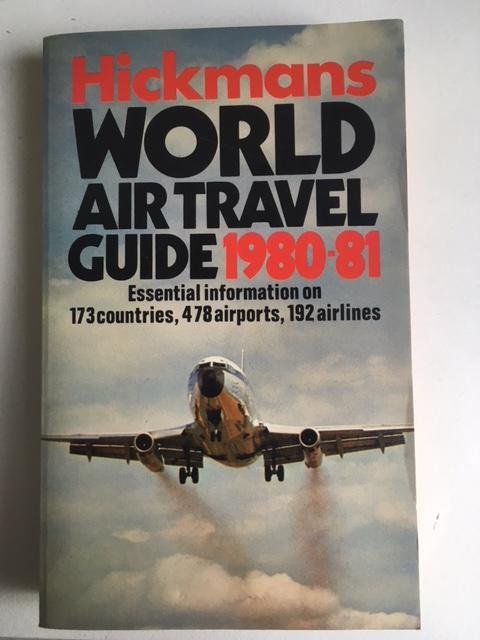 Hickmans
WORLD
AIR TRAVEL
GUIDE 1980-81
Essential information on
173 countries, 478 airports, 192 airlines